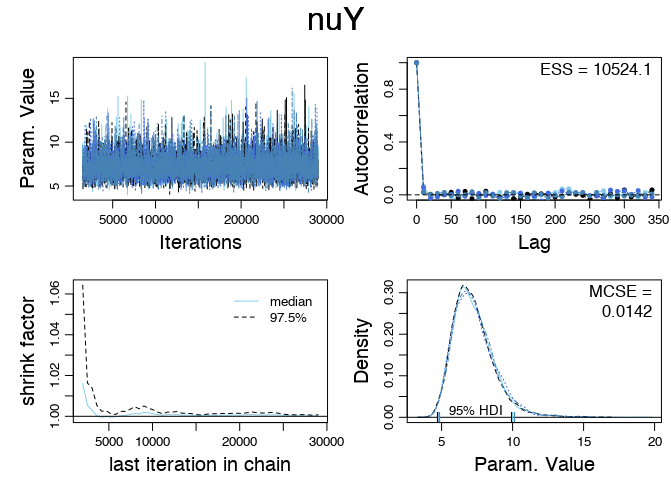 nuY
Param. Value
5 10 15
5000 10000 20000 30000
Iterations
Autocorrelation
0.0 0.4 0.8
ESS = 10524.1
0 50 100 150 200 250 300 350
Lag
shrink factor
1.00 1.02 1.04 1.06
median
97.5%
5000 10000 20000 30000
last iteration in chain
Density
0.00 0.10 0.20 0.30
MCSE =
0.0142
95% HDI
5 10 15 20
Param. Value